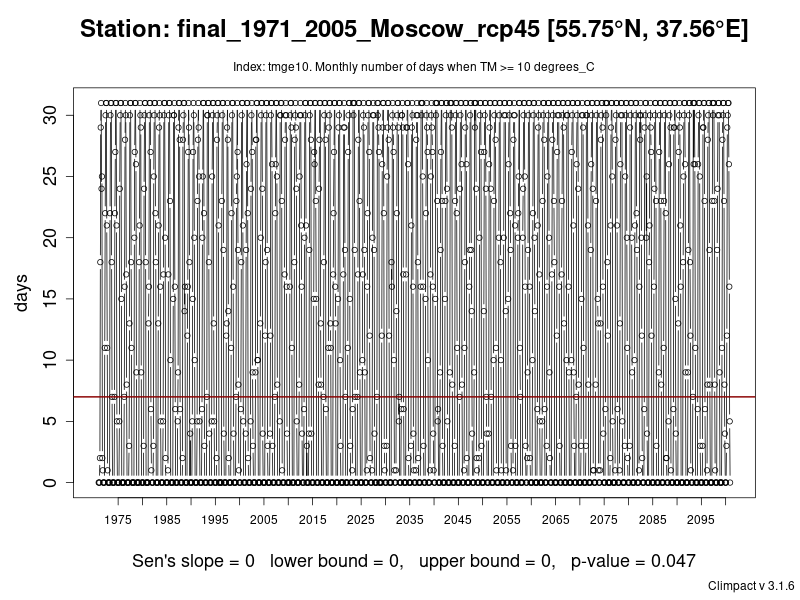 Station: final_1971_2005_Moscow_rcp45 [55.75°N, 37.56°E]
Index: tmge10. Monthly number of days when TM >= 10 degrees_C
days
30
25
20
15
10
5
0
1975 1985 1995 2005 2015 2025 2035 2045 2055 2065 2075 2085 2095
Sen's slope = 0 lower bound = 0, upper bound = 0, p-value = 0.047
Climpact v 3.1.6